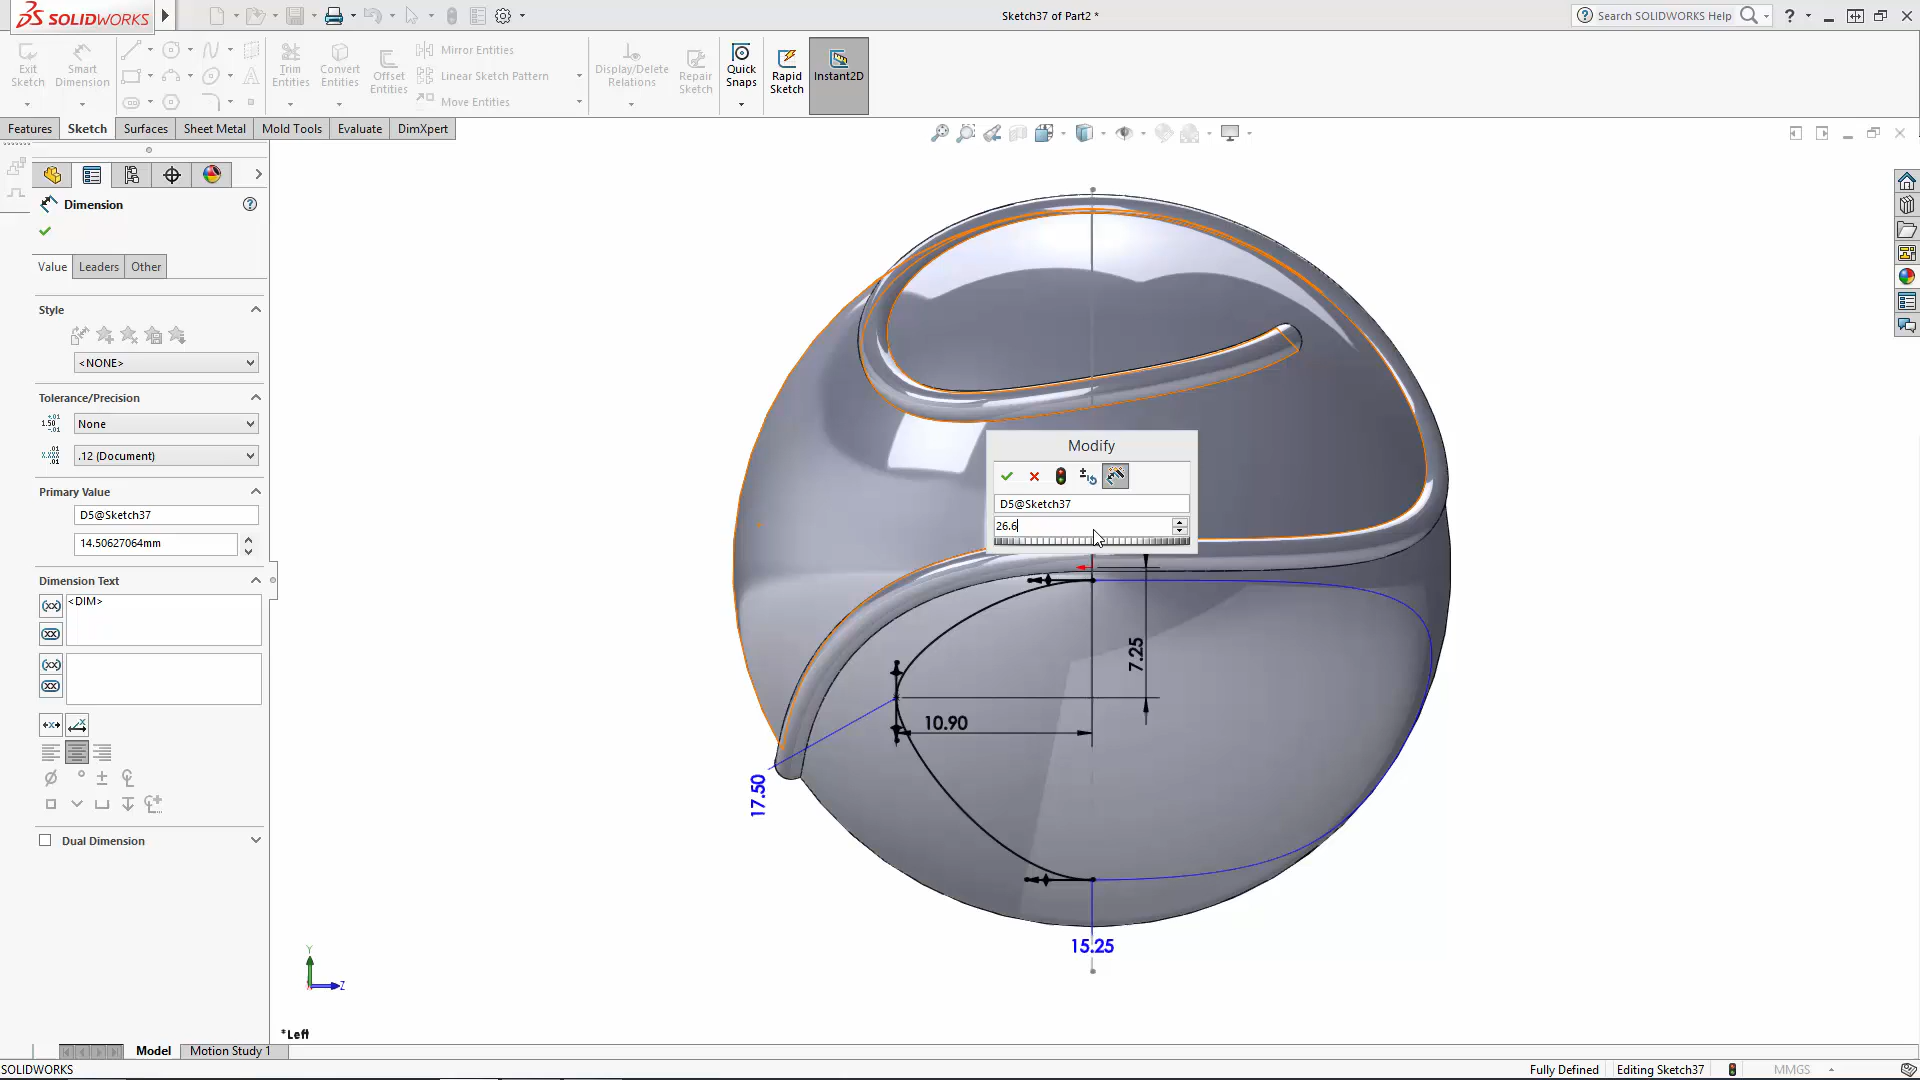 SOLIDWORKS
Sketch37 of Part2 *
Search SOLIDWORKS Help
Exit Sketch
Smart Dimension
Trim Entities
Convert Entities
Offset Entities
Mirror Entities
Linear Sketch Pattern
Move Entities
Display/Delete Relations
Repair Sketch
Quick Snaps
Rapid Sketch
Instant2D
Features
Sketch
Surfaces
Sheet Metal
Mold Tools
Evaluate
DimXpert
Dimension
Value
Leaders
Other
Style
<NONE>
Tolerance/Precision
None
.12 (Document)
Primary Value
D5@Sketch37
14.50627064mm
Dimension Text
<DIM>
Dual Dimension
Modify
D5@Sketch37
26.6
7.25
10.90
17.50
15.25
Y
Z
*Left
Model
Motion Study 1
SOLIDWORKS
Fully Defined
Editing Sketch37
MMGS